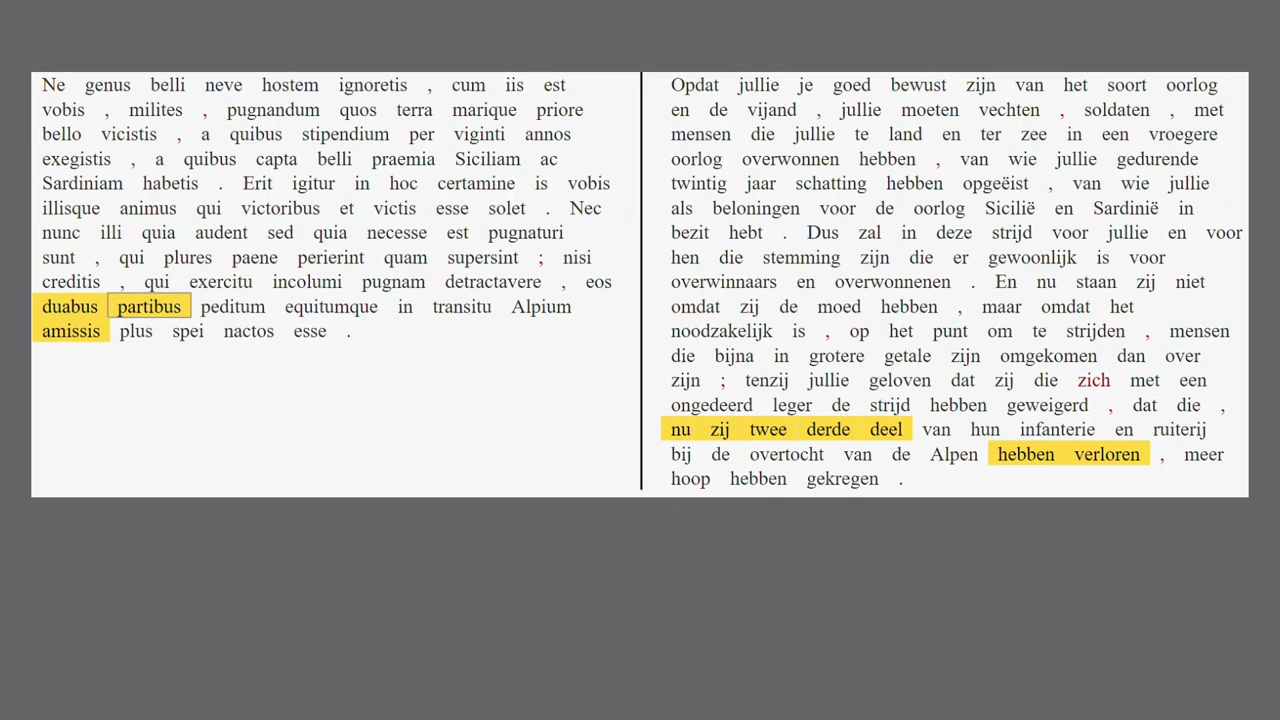 Ne genus belli neve hostem ignoretis , cum iis est
vobis , milites , pugnandum quos terra marique priore
bello vicistis , a quibus stipendium per viginti annos
exegistis , a quibus capta belli praemia Siciliam ac
Sardiniam habetis . Erit igitur in hoc certamine is vobis
illisque animus qui victoribus et victis esse solet . Nec
nunc illi quia audent sed quia necesse est pugnaturi
sunt , qui plures paene perierint quam supersint ; nisi
creditis , qui exercitu incolumi pugnam detractavere , eos
duabus partibus peditum equitumque in transitu Alpium
amissis plus spei nactos esse .
Opdat jullie je goed bewust zijn van het soort oorlog
en de vijand , jullie moeten vechten , soldaten , met
mensen die jullie te land en ter zee in een vroegere
oorlog overwonnen hebben , van wie jullie gedurende
twintig jaar schatting hebben opgeëist , van wie jullie
als beloningen voor de oorlog Sicilië en Sardinië in
bezit hebt . Dus zal in deze strijd voor jullie en voor
hen die stemming zijn die er gewoonlijk is voor
overwinnaars en overwonnenen . En nu staan zij niet
omdat zij de moed hebben , maar omdat het
noodzakelijk is , op het punt om te strijden , mensen
die bijna in grotere getale zijn omgekomen dan over
zijn ; tenzij jullie geloven dat zij die zich met een
ongedeerd leger de strijd hebben geweigerd , dat die ,
nu zij twee derde deel van hun infanterie en ruiterij
bij de overtocht van de Alpen hebben verloren , meer
hoop hebben gekregen .